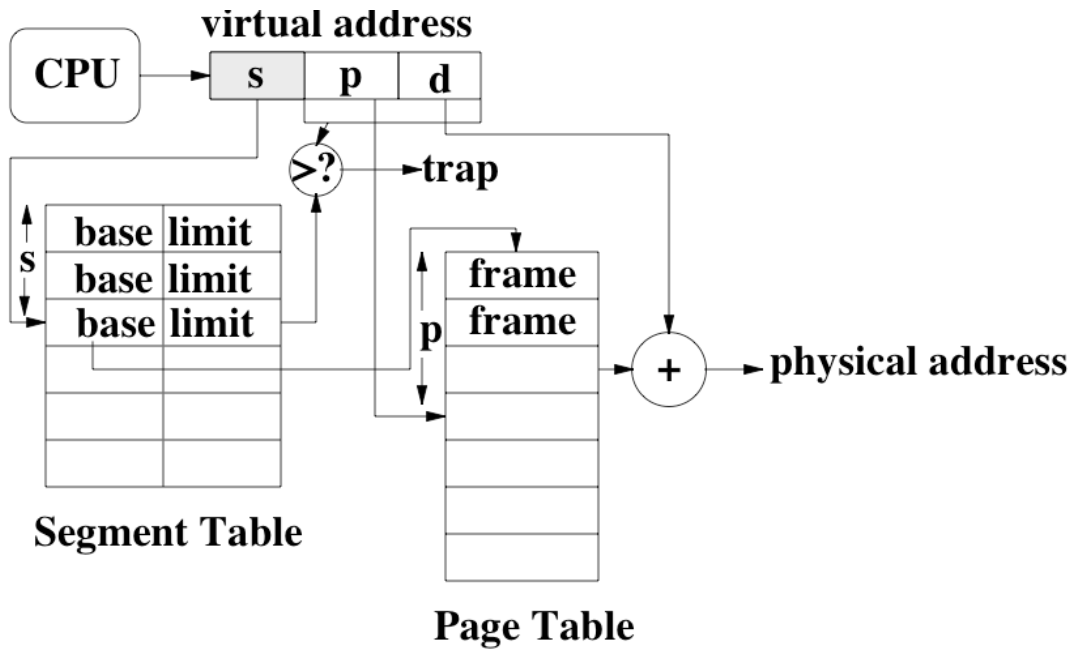 virtual address
CPU
s p d
>?
trap
base limit
s
base limit
base limit
frame
frame
p
+
physical address
Segment Table
Page Table